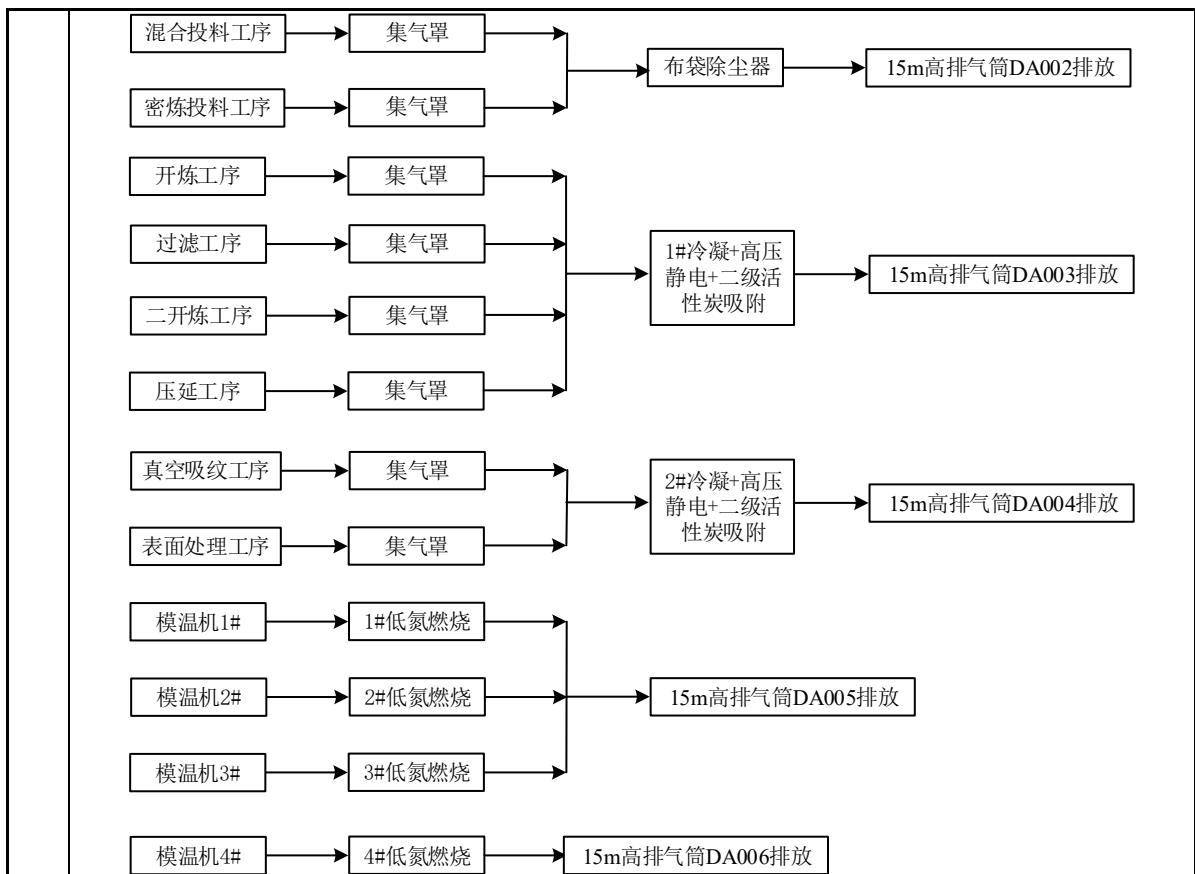 混合投料工序
集气罩
布袋除尘器
15m高排气筒DA002排放
密炼投料工序
集气罩
开炼工序
集气罩
过滤工序
集气罩
1#冷凝+高压
静电+二级活
性炭吸附
15m高排气筒DA003排放
二开炼工序
集气罩
压延工序
集气罩
真空吸纹工序
集气罩
2#冷凝+高压
静电+二级活
性炭吸附
15m高排气筒DA004排放
表面处理工序
集气罩
模温机1#
1#低氮燃烧
模温机2#
2#低氮燃烧
15m高排气筒DA005排放
模温机3#
3#低氮燃烧
模温机4#
4#低氮燃烧
15m高排气筒DA006排放